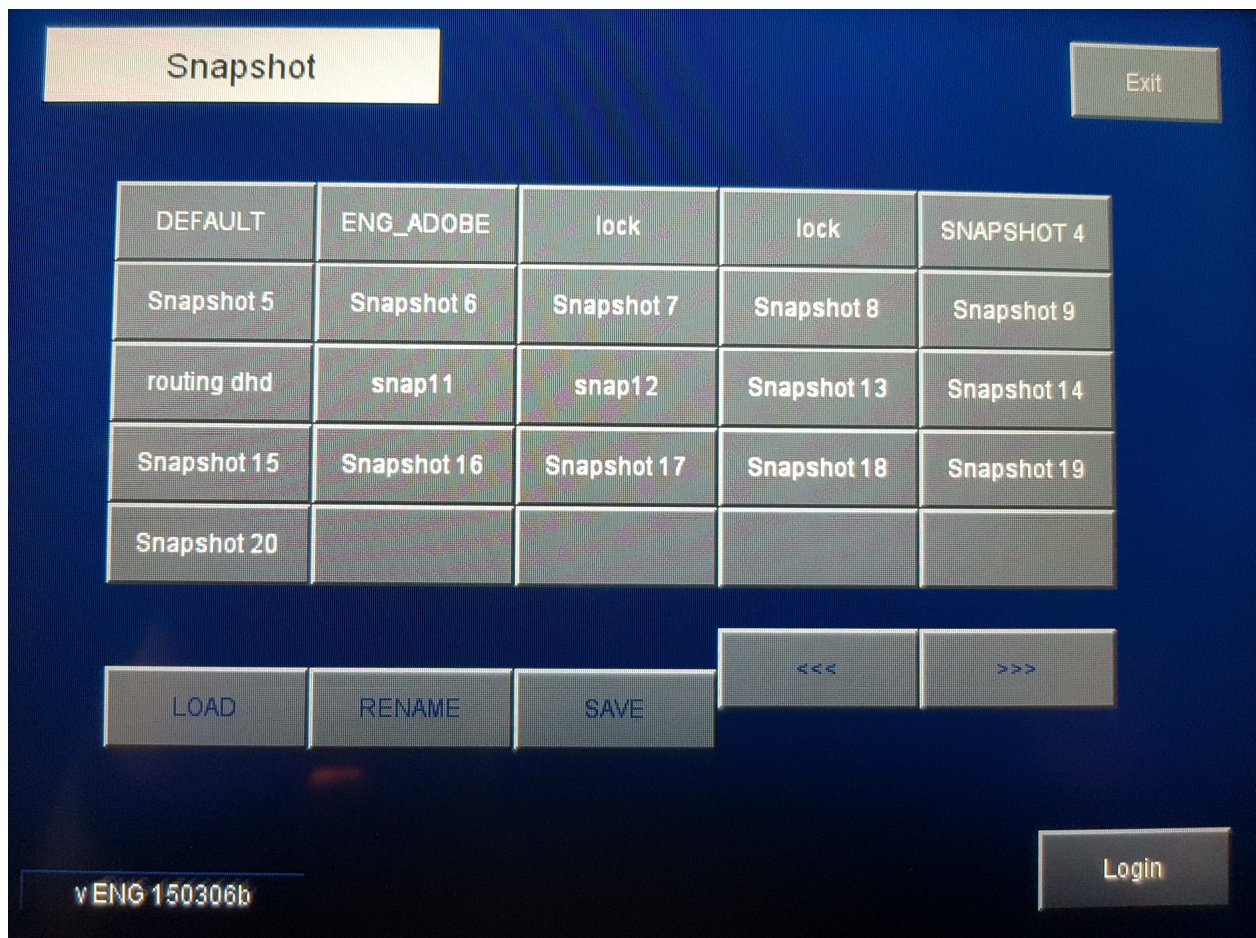 Snapshot
Exit
DEFAULT
ENG_ADOBE
lock
lock
SNAPSHOT 4
Snapshot 5
Snapshot 6
Snapshot 7
Snapshot 8
Snapshot 9
routing dhd
snap11
snap12
Snapshot 13
Snapshot 14
Snapshot 15
Snapshot 16
Snapshot 17
Snapshot 18
Snapshot 19
Snapshot 20
<<<
>>>
LOAD
RENAME
SAVE
Login
v ENG 150306b